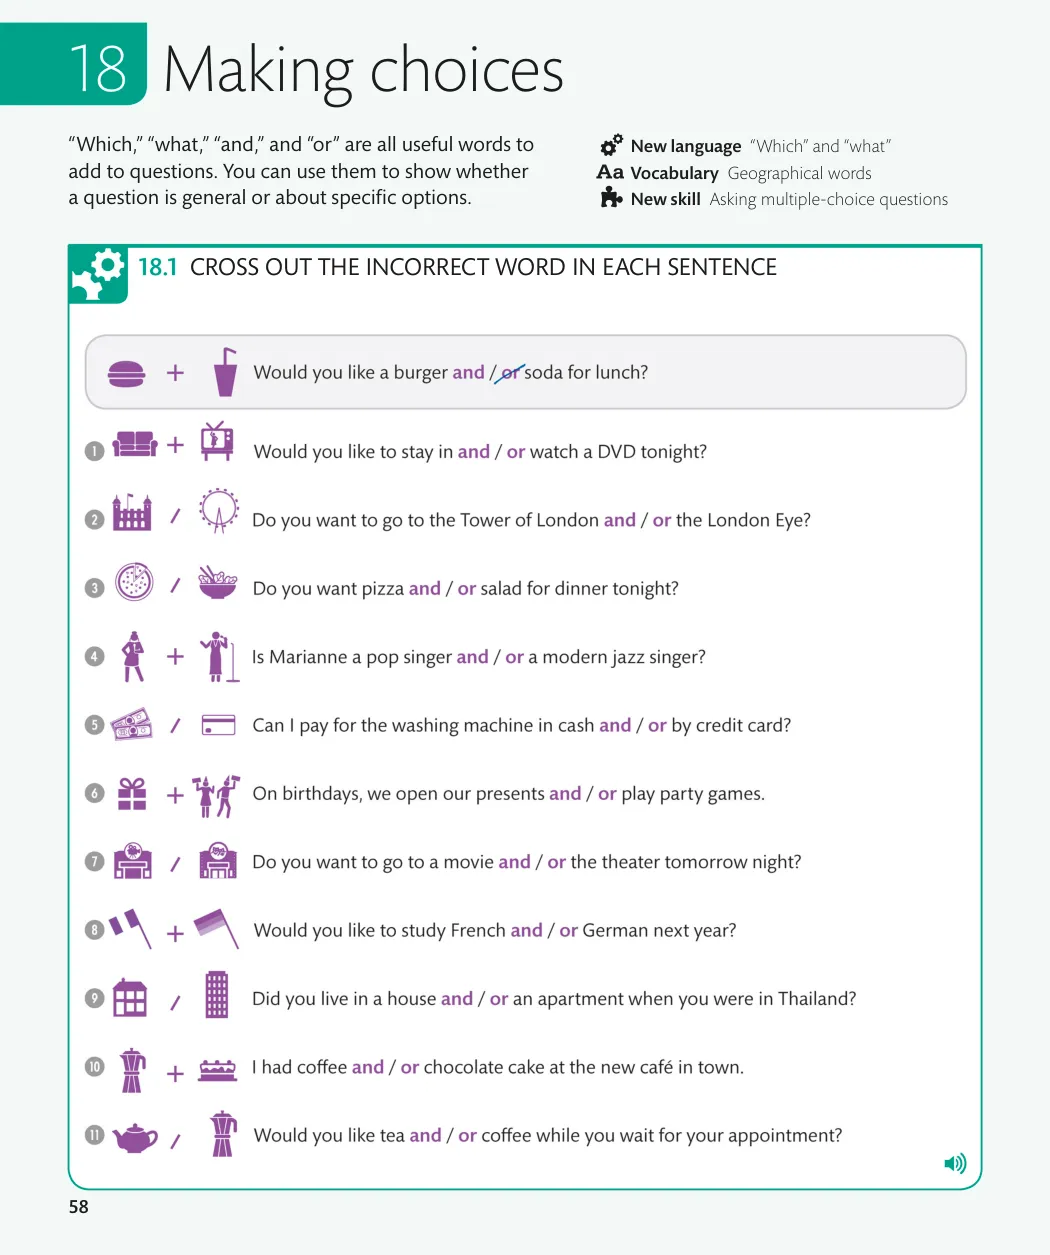 18 Making choices
“Which,” “what,” “and,” and “or” are all useful words to
add to questions. You can use them to show whether
a question is general or about specific options.
New language “Which” and “what”
Aa Vocabulary Geographical words
New skill Asking multiple-choice questions
18.1 CROSS OUT THE INCORRECT WORD IN EACH SENTENCE
+ Would you like a burger and / or soda for lunch?
1 + Would you like to stay in and / or watch a DVD tonight?
2 / Do you want to go to the Tower of London and / or the London Eye?
3 / Do you want pizza and / or salad for dinner tonight?
4 + Is Marianne a pop singer and / or a modern jazz singer?
5 / Can I pay for the washing machine in cash and / or by credit card?
6 + On birthdays, we open our presents and / or play party games.
7 / Do you want to go to a movie and / or the theater tomorrow night?
8 + Would you like to study French and / or German next year?
9 / Did you live in a house and / or an apartment when you were in Thailand?
10 + I had coffee and / or chocolate cake at the new café in town.
11 / Would you like tea and / or coffee while you wait for your appointment?
58